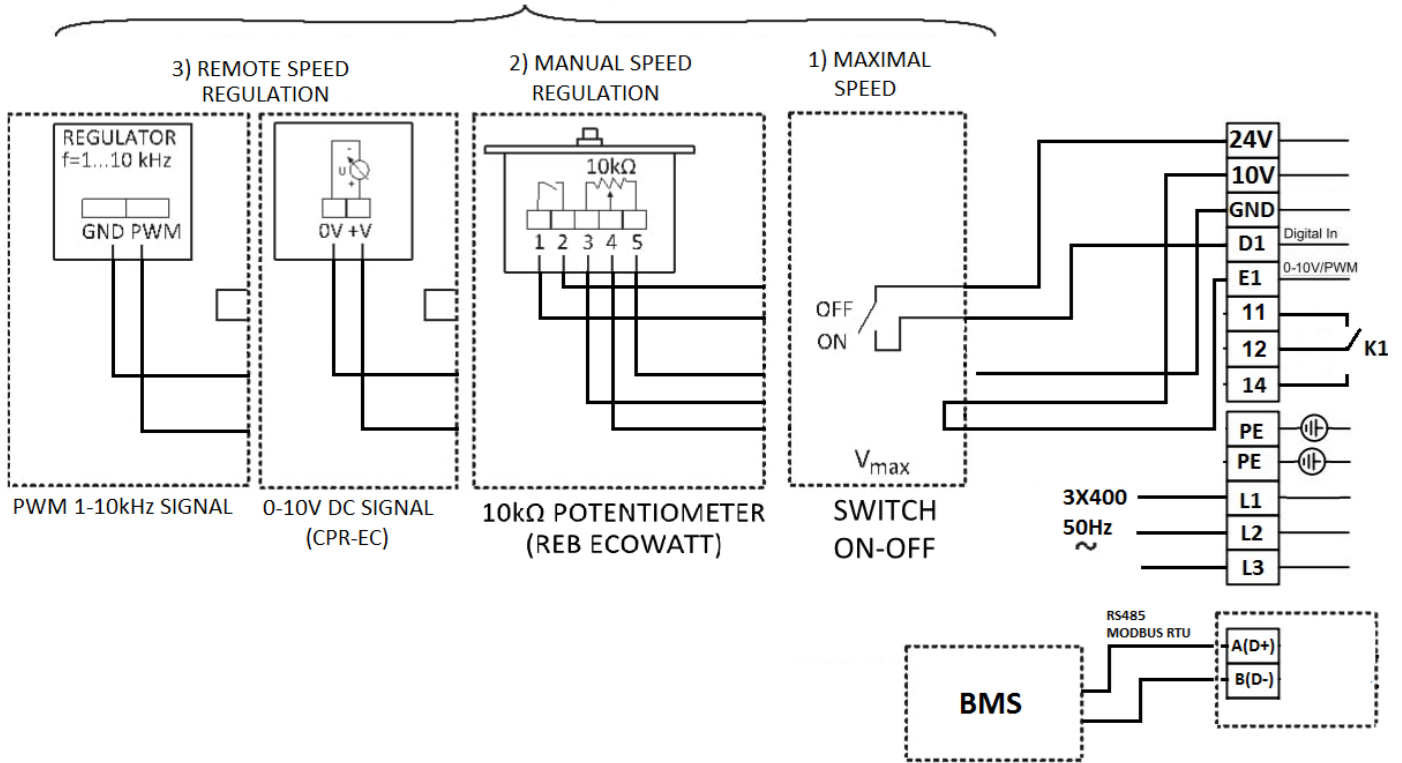 3) REMOTE SPEED
REGULATION
2) MANUAL SPEED
REGULATION
1) MAXIMAL
SPEED
REGULATOR
f=1...10 kHz
GND PWM
- U +
0V +V
10kΩ
1 2 3 4 5
OFF
ON
Vmax
PWM 1-10kHz SIGNAL
0-10V DC SIGNAL
(CPR-EC)
10kΩ POTENTIOMETER
(REB ECOWATT)
SWITCH
ON-OFF
24V
10V
GND
D1 Digital In
E1 0-10V/PWM
11
12 K1
14
PE
PE
3X400 L1
50Hz L2
~
L3
RS485
MODBUS RTU
A(D+)
B(D-)
BMS